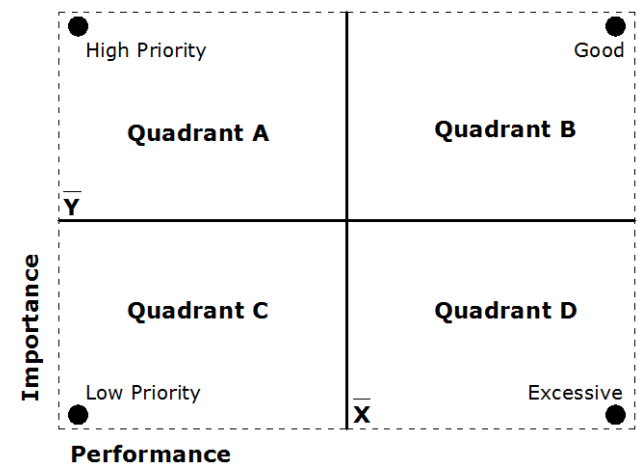 High Priority
Good
Quadrant A
Quadrant B
Y̅
Importance
Quadrant C
Quadrant D
Low Priority
X̅
Excessive
Performance